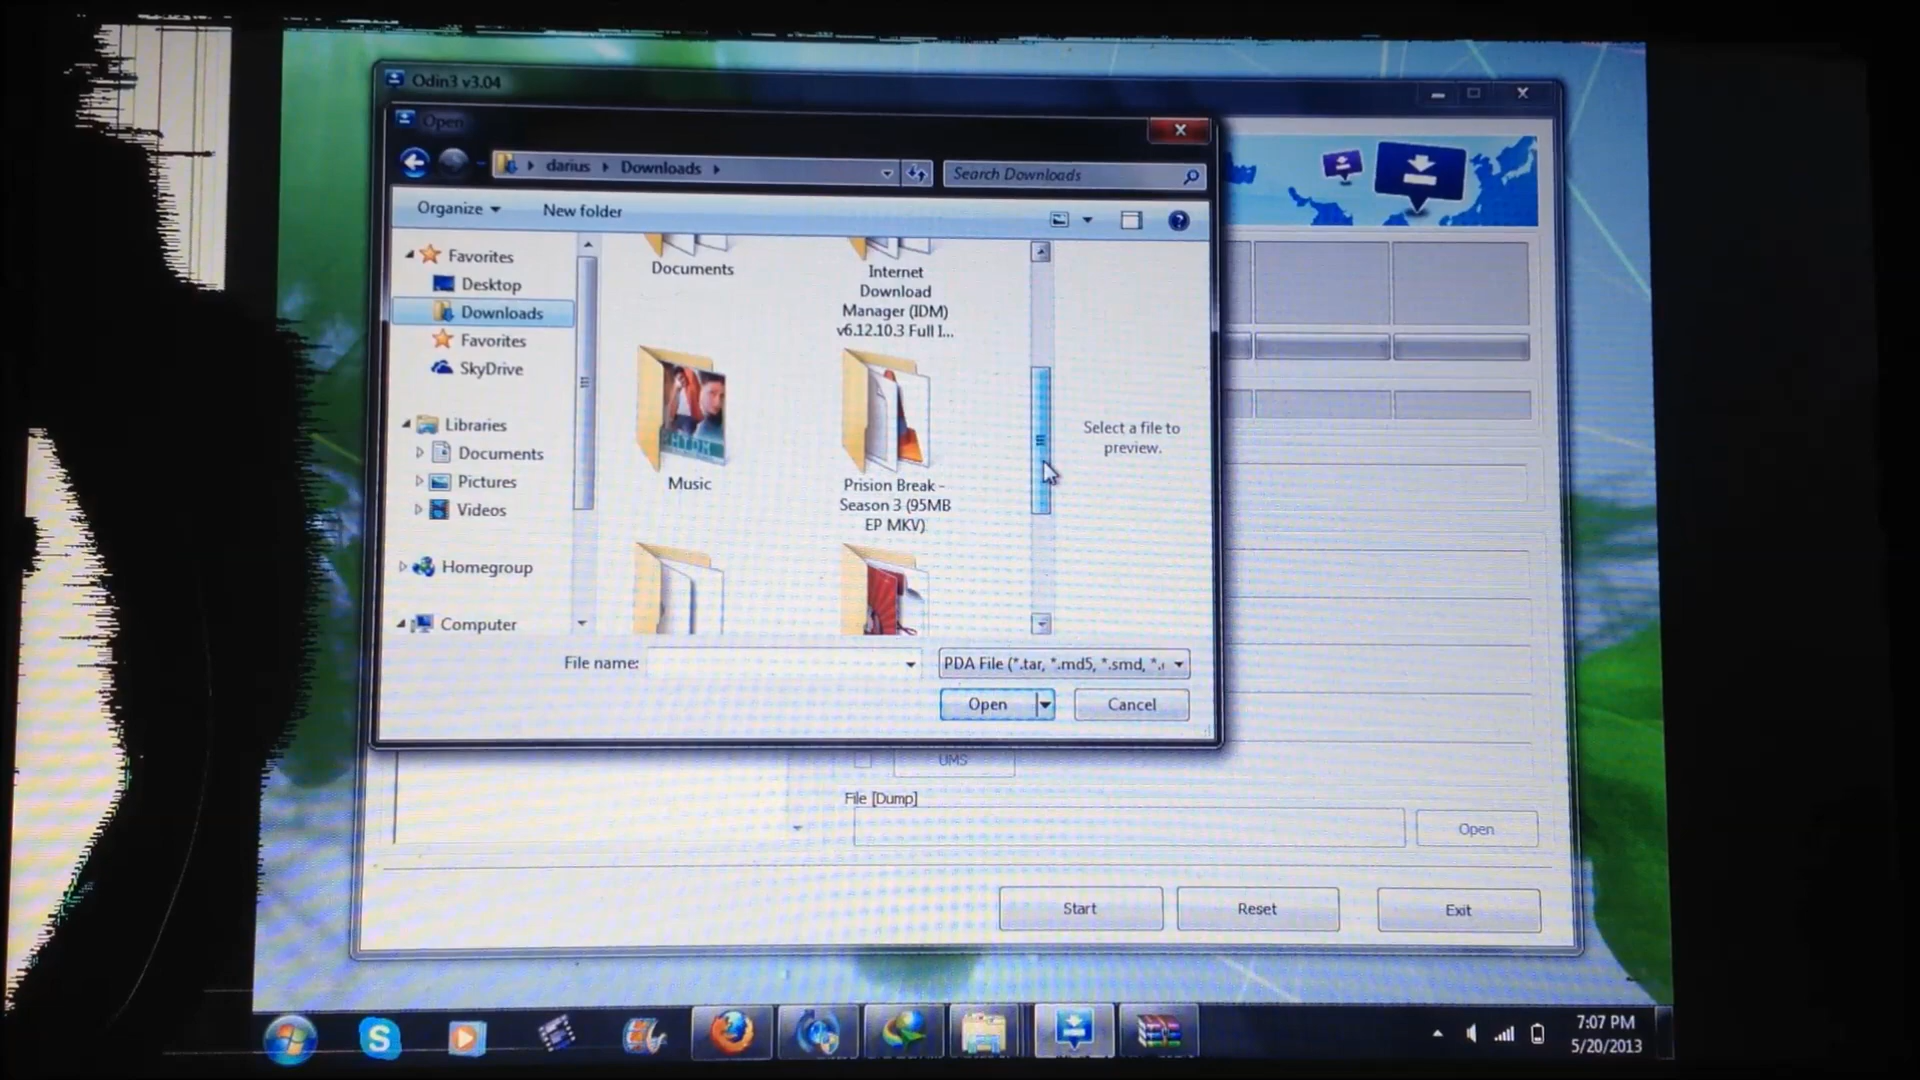 Odin3 v3.04
Open
darius
Downloads
Search Downloads
Organize
New folder
Favorites
Desktop
Downloads
Favorites
SkyDrive
Libraries
Documents
Pictures
Videos
Homegroup
Computer
Documents
Internet
Download
Manager (IDM)
v6.12.10.3 Full I...
Music
Prision Break -
Season 3 (95MB
EP MKV)
Select a file to
preview.
File name:
PDA File (*.tar, *.md5, *.smd, *.
Open
Cancel
UMS
File [Dump]
Open
Start
Reset
Exit
7:07 PM
5/20/2013